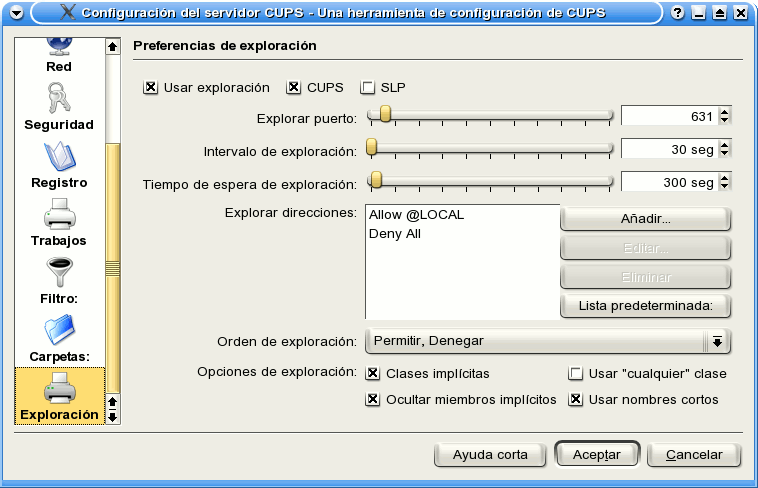 Configuración del servidor CUPS - Una herramienta de configuración de CUPS
Red
Seguridad
Registro
Trabajos
Filtro:
Carpetas:
Exploración
Preferencias de exploración
Usar exploración CUPS SLP
Explorar puerto: 631
Intervalo de exploración: 30 seg
Tiempo de espera de exploración: 300 seg
Explorar direcciones:
Allow @LOCAL
Deny All
Añadir...
Editar...
Eliminar
Lista predeterminada:
Orden de exploración: Permitir, Denegar
Opciones de exploración: Clases implícitas Usar "cualquier" clase
Ocultar miembros implícitos Usar nombres cortos
Ayuda corta Aceptar Cancelar